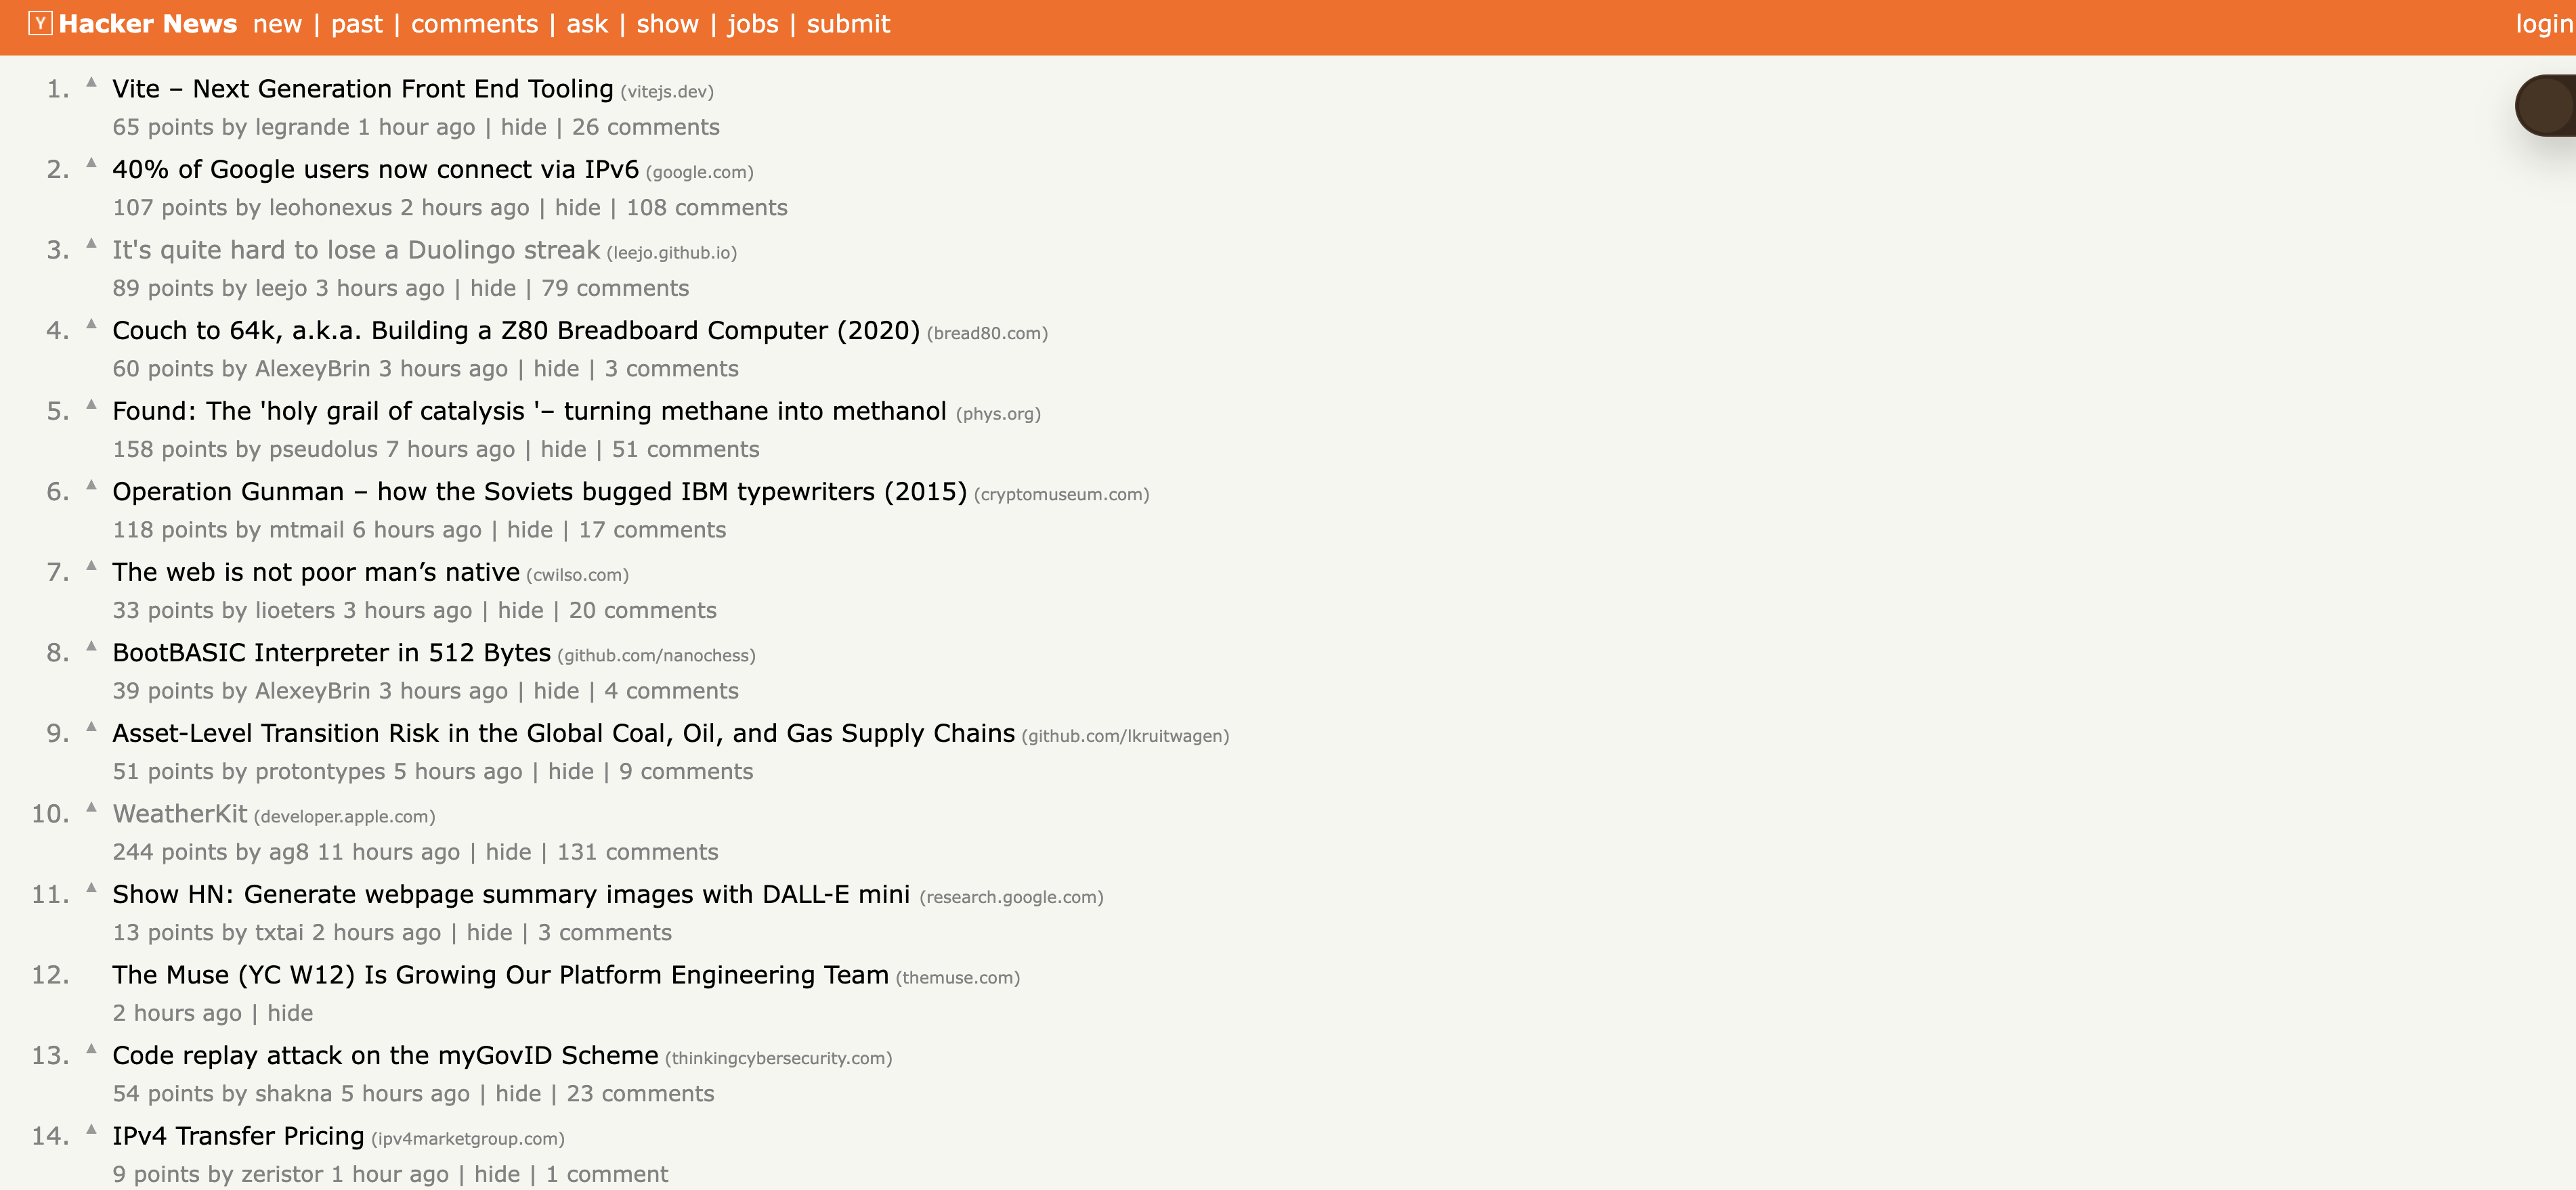 Y Hacker News new | past | comments | ask | show | jobs | submit login
1. ▲ Vite – Next Generation Front End Tooling (vitejs.dev)
65 points by legrande 1 hour ago | hide | 26 comments
2. ▲ 40% of Google users now connect via IPv6 (google.com)
107 points by leohonexus 2 hours ago | hide | 108 comments
3. ▲ It's quite hard to lose a Duolingo streak (leejo.github.io)
89 points by leejo 3 hours ago | hide | 79 comments
4. ▲ Couch to 64k, a.k.a. Building a Z80 Breadboard Computer (2020) (bread80.com)
60 points by AlexeyBrin 3 hours ago | hide | 3 comments
5. ▲ Found: The 'holy grail of catalysis '– turning methane into methanol (phys.org)
158 points by pseudolus 7 hours ago | hide | 51 comments
6. ▲ Operation Gunman – how the Soviets bugged IBM typewriters (2015) (cryptomuseum.com)
118 points by mtmail 6 hours ago | hide | 17 comments
7. ▲ The web is not poor man’s native (cwilso.com)
33 points by lioeters 3 hours ago | hide | 20 comments
8. ▲ BootBASIC Interpreter in 512 Bytes (github.com/nanochess)
39 points by AlexeyBrin 3 hours ago | hide | 4 comments
9. ▲ Asset-Level Transition Risk in the Global Coal, Oil, and Gas Supply Chains (github.com/lkruitwagen)
51 points by protontypes 5 hours ago | hide | 9 comments
10. ▲ WeatherKit (developer.apple.com)
244 points by ag8 11 hours ago | hide | 131 comments
11. ▲ Show HN: Generate webpage summary images with DALL-E mini (research.google.com)
13 points by txtai 2 hours ago | hide | 3 comments
12. The Muse (YC W12) Is Growing Our Platform Engineering Team (themuse.com)
2 hours ago | hide
13. ▲ Code replay attack on the myGovID Scheme (thinkingcybersecurity.com)
54 points by shakna 5 hours ago | hide | 23 comments
14. ▲ IPv4 Transfer Pricing (ipv4marketgroup.com)
9 points by zeristor 1 hour ago | hide | 1 comment